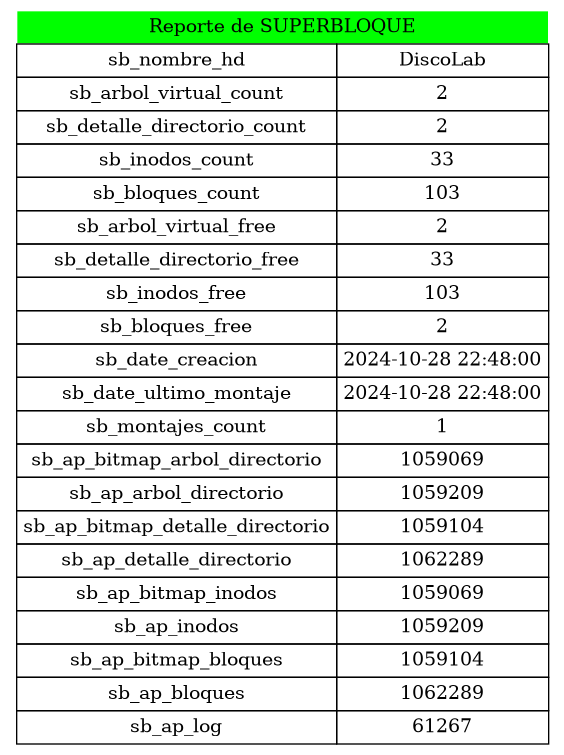 Reporte de SUPERBLOQUE
sb_nombre_hd DiscoLab
sb_arbol_virtual_count 2
sb_detalle_directorio_count 2
sb_inodos_count 33
sb_bloques_count 103
sb_arbol_virtual_free 2
sb_detalle_directorio_free 33
sb_inodos_free 103
sb_bloques_free 2
sb_date_creacion 2024-10-28 22:48:00
sb_date_ultimo_montaje 2024-10-28 22:48:00
sb_montajes_count 1
sb_ap_bitmap_arbol_directorio 1059069
sb_ap_arbol_directorio 1059209
sb_ap_bitmap_detalle_directorio 1059104
sb_ap_detalle_directorio 1062289
sb_ap_bitmap_inodos 1059069
sb_ap_inodos 1059209
sb_ap_bitmap_bloques 1059104
sb_ap_bloques 1062289
sb_ap_log 61267